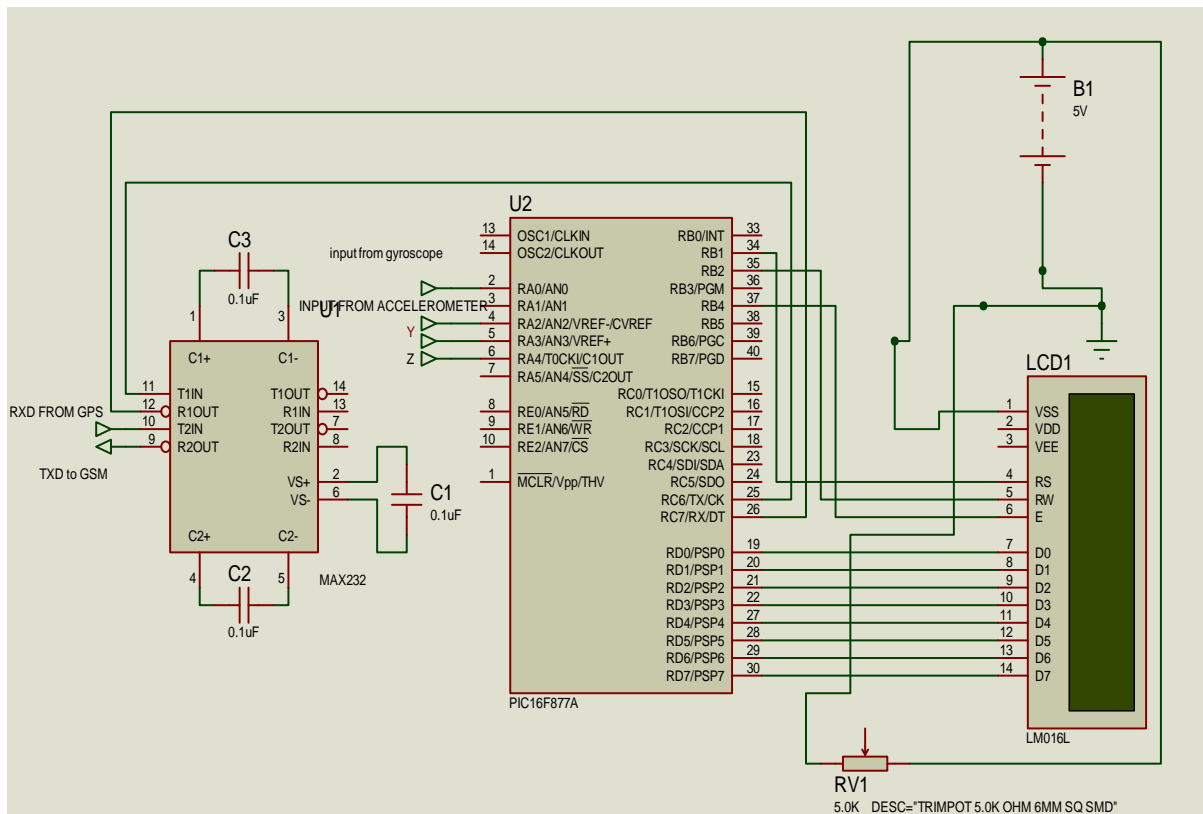 B1
5V
U2
C3
0.1uF
input from gyroscope
INPUT FROM ACCELEROMETER
Y
Z
U1
1
3
C1+
C1-
11
T1IN
T1OUT
14
12
R1OUT
R1IN
13
10
T2IN
T2OUT
7
9
R2OUT
R2IN
8
VS+
2
VS-
6
C2+
C2-
4
5
RXD FROM GPS
TXD to GSM
C1
0.1uF
C2
0.1uF
MAX232
13
OSC1/CLKIN
RB0/INT
33
14
OSC2/CLKOUT
RB1
34
RB2
35
2
RA0/AN0
RB3/PGM
36
3
RA1/AN1
RB4
37
4
RA2/AN2/VREF-/CVREF
RB5
38
5
RA3/AN3/VREF+
RB6/PGC
39
6
RA4/T0CKI/C1OUT
RB7/PGD
40
7
RA5/AN4/SS/C2OUT
RC0/T1OSO/T1CKI
15
8
RE0/AN5/RD
RC1/T1OSI/CCP2
16
9
RE1/AN6/WR
RC2/CCP1
17
10
RE2/AN7/CS
RC3/SCK/SCL
18
RC4/SDI/SDA
23
1
MCLR/Vpp/THV
RC5/SDO
24
RC6/TX/CK
25
RC7/RX/DT
26
RD0/PSP0
19
RD1/PSP1
20
RD2/PSP2
21
RD3/PSP3
22
RD4/PSP4
27
RD5/PSP5
28
RD6/PSP6
29
RD7/PSP7
30
PIC16F877A
LCD1
1
VSS
2
VDD
3
VEE
4
RS
5
RW
6
E
7
D0
8
D1
9
D2
10
D3
11
D4
12
D5
13
D6
14
D7
LM016L
RV1
5.0K DESC="TRIMPOT 5.0K OHM 6MM SQ SMD"